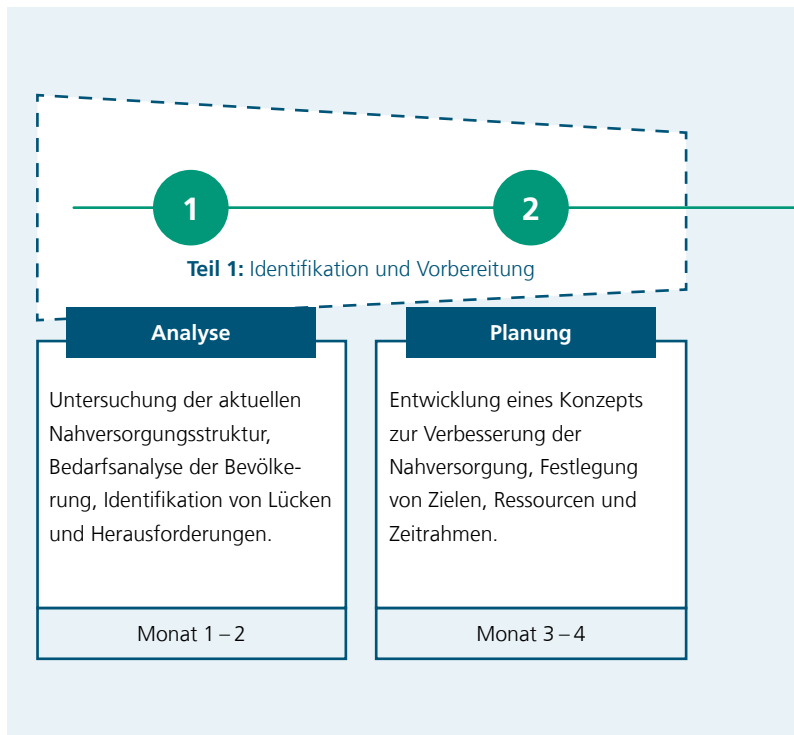 1
2
Teil 1: Identifikation und Vorbereitung
Analyse
Untersuchung der aktuellen
Nahversorgungsstruktur,
Bedarfsanalyse der Bevölke-
rung, Identifikation von Lücken
und Herausforderungen.
Monat 1 – 2
Planung
Entwicklung eines Konzepts
zur Verbesserung der
Nahversorgung, Festlegung
von Zielen, Ressourcen und
Zeitrahmen.
Monat 3 – 4